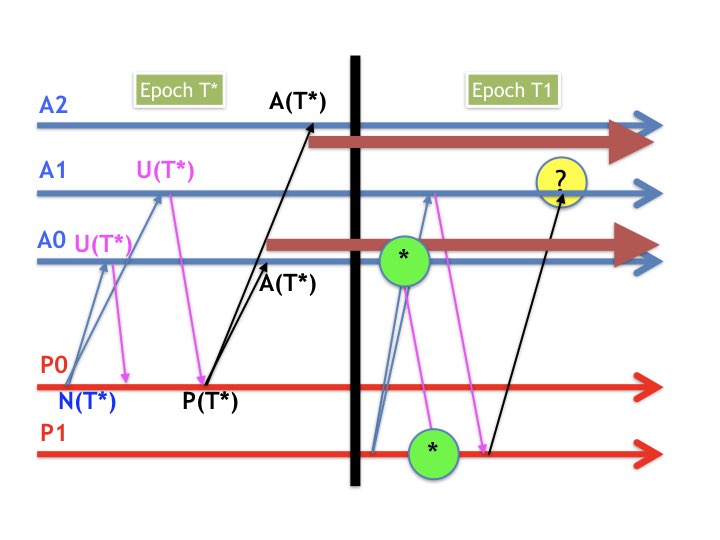 Epoch T*
Epoch T1
A2
A(T*)
A1
U(T*)
?
A0
U(T*)
*
A(T*)
P0
N(T*)
P(T*)
P1
*